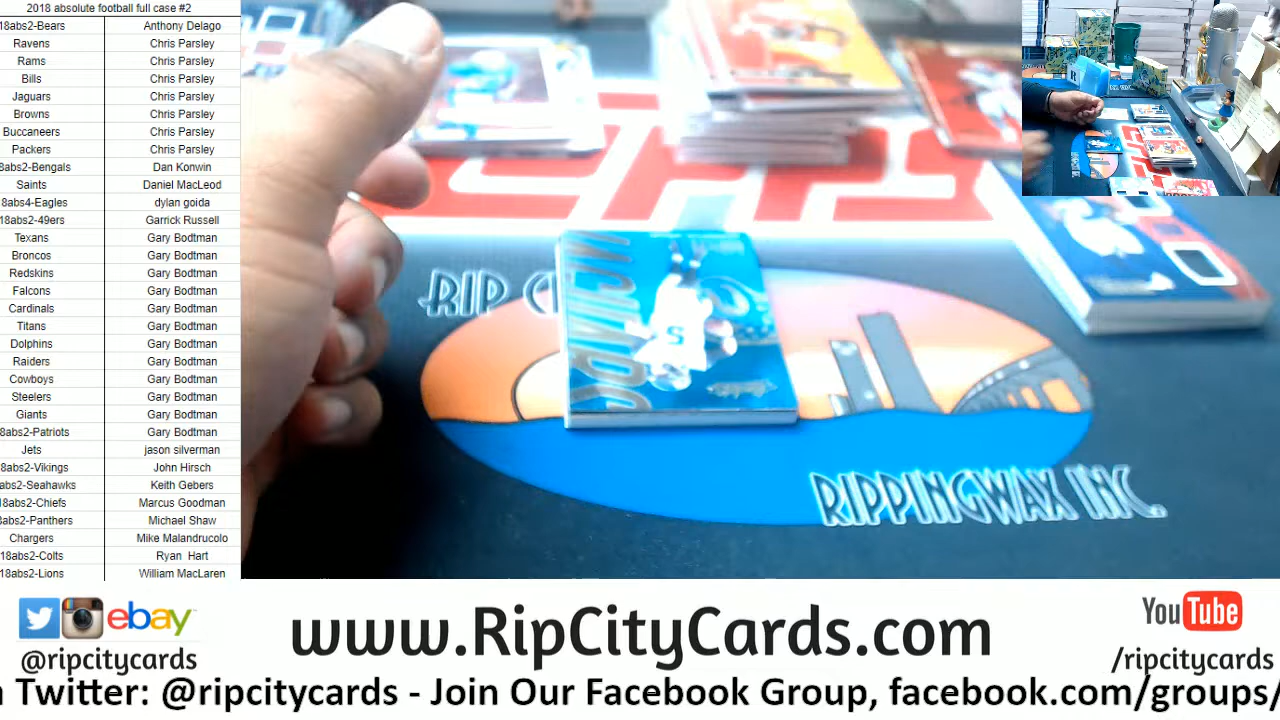 2018 absolute football full case #2
18abs2-Bears Anthony Delago
Ravens Chris Parsley
Rams Chris Parsley
Bills Chris Parsley
Jaguars Chris Parsley
Browns Chris Parsley
Buccaneers Chris Parsley
Packers Chris Parsley
8abs2-Bengals Dan Konwin
Saints Daniel MacLeod
8abs4-Eagles dylan goida
18abs2-49ers Garrick Russell
Texans Gary Bodtman
Broncos Gary Bodtman
Redskins Gary Bodtman
Falcons Gary Bodtman
Cardinals Gary Bodtman
Titans Gary Bodtman
Dolphins Gary Bodtman
Raiders Gary Bodtman
Cowboys Gary Bodtman
Steelers Gary Bodtman
Giants Gary Bodtman
8abs2-Patriots Gary Bodtman
Jets jason silverman
8abs2-Vikings John Hirsch
abs2-Seahawks Keith Gebers
18abs2-Chiefs Marcus Goodman
abs2-Panthers Michael Shaw
Chargers Mike Malandrucolo
18abs2-Colts Ryan Hart
18abs2-Lions William MacLaren
RIP CI
RIPPINGWAX INC.
ebay
@ripcitycards
www.RipCityCards.com
YouTube
/ripcitycards
n Twitter: @ripcitycards - Join Our Facebook Group, facebook.com/groups/